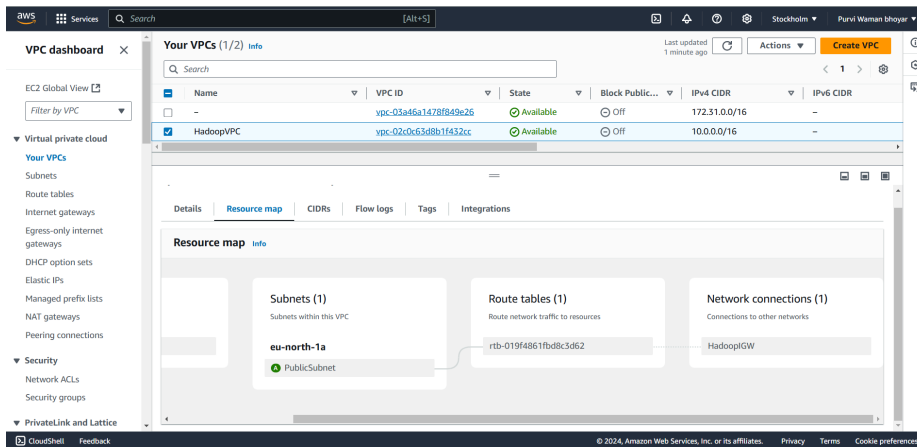 aws Services Search [Alt+S] Stockholm ▼ Purvi Waman bhoyar ▼
VPC dashboard
EC2 Global View
Filter by VPC
Virtual private cloud
Your VPCs
Subnets
Route tables
Internet gateways
Egress-only internet
gateways
DHCP option sets
Elastic IPs
Managed prefix lists
NAT gateways
Peering connections
Security
Network ACLs
Security groups
PrivateLink and Lattice
Your VPCs (1/2) Info
Last updated
1 minute ago
Actions
Create VPC
Search
1
Name VPC ID State Block Public... IPv4 CIDR IPv6 CIDR
– vpc-03a46a1478f849e26 Available Off 172.31.0.0/16 –
HadoopVPC vpc-02c0c63d8b1f432cc Available Off 10.0.0.0/16 –
Details Resource map CIDRs Flow logs Tags Integrations
Resource map Info
Subnets (1)
Subnets within this VPC
eu-north-1a
A PublicSubnet
Route tables (1)
Route network traffic to resources
rtb-019f4861fbd8c3d62
Network connections (1)
Connections to other networks
HadoopIGW
CloudShell Feedback © 2024, Amazon Web Services, Inc. or its affiliates. Privacy Terms Cookie preferences